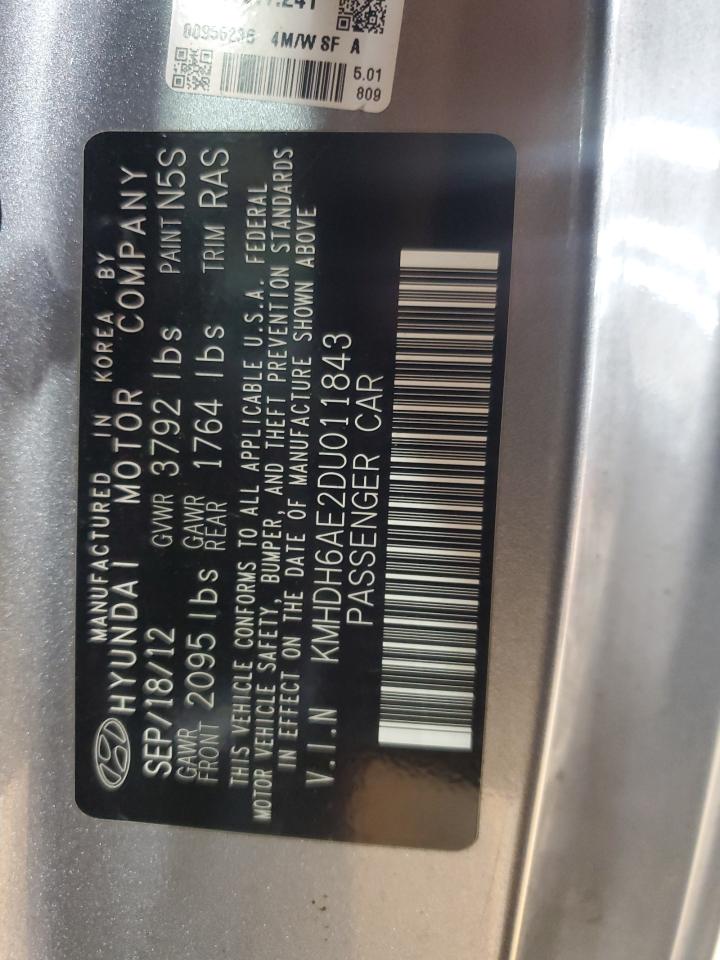 MANUFACTURED IN KOREA BY
HYUNDAI MOTOR COMPANY
SEP/18/12 GVWR 3792 lbs PAINT N5S
GAWR FRONT 2095 lbs GAWR REAR 1764 lbs TRIM RAS
THIS VEHICLE CONFORMS TO ALL APPLICABLE U.S.A. FEDERAL
MOTOR VEHICLE SAFETY, BUMPER, AND THEFT PREVENTION STANDARDS
IN EFFECT ON THE DATE OF MANUFACTURE SHOWN ABOVE
V.I.N KMHDH6AE2DU011843
PASSENGER CAR
4M/W SF A
5.01
809